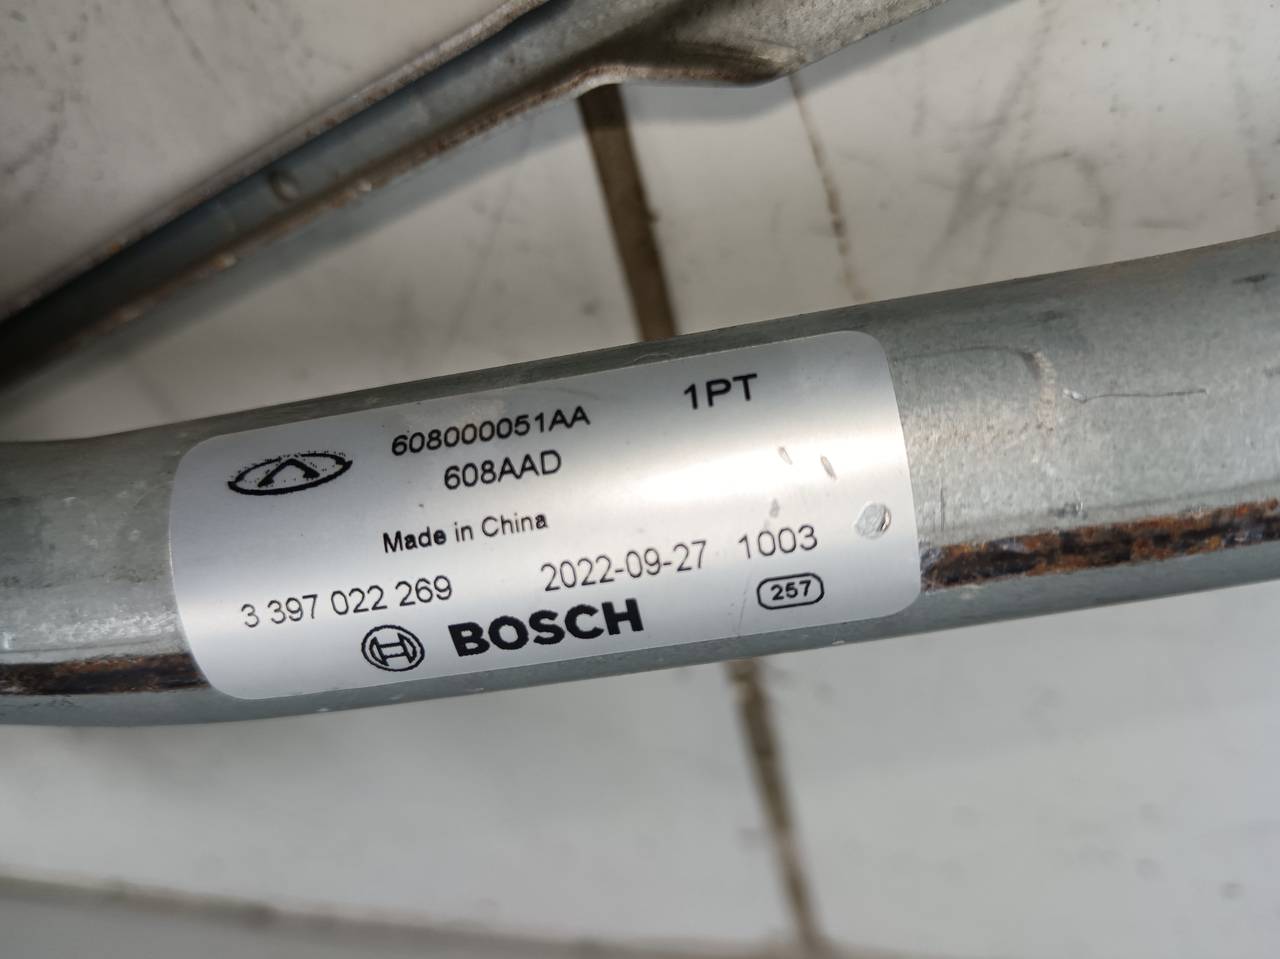 608000051AA 1PT
608AAD
Made in China
3 397 022 269 2022-09-27 1003
BOSCH 257